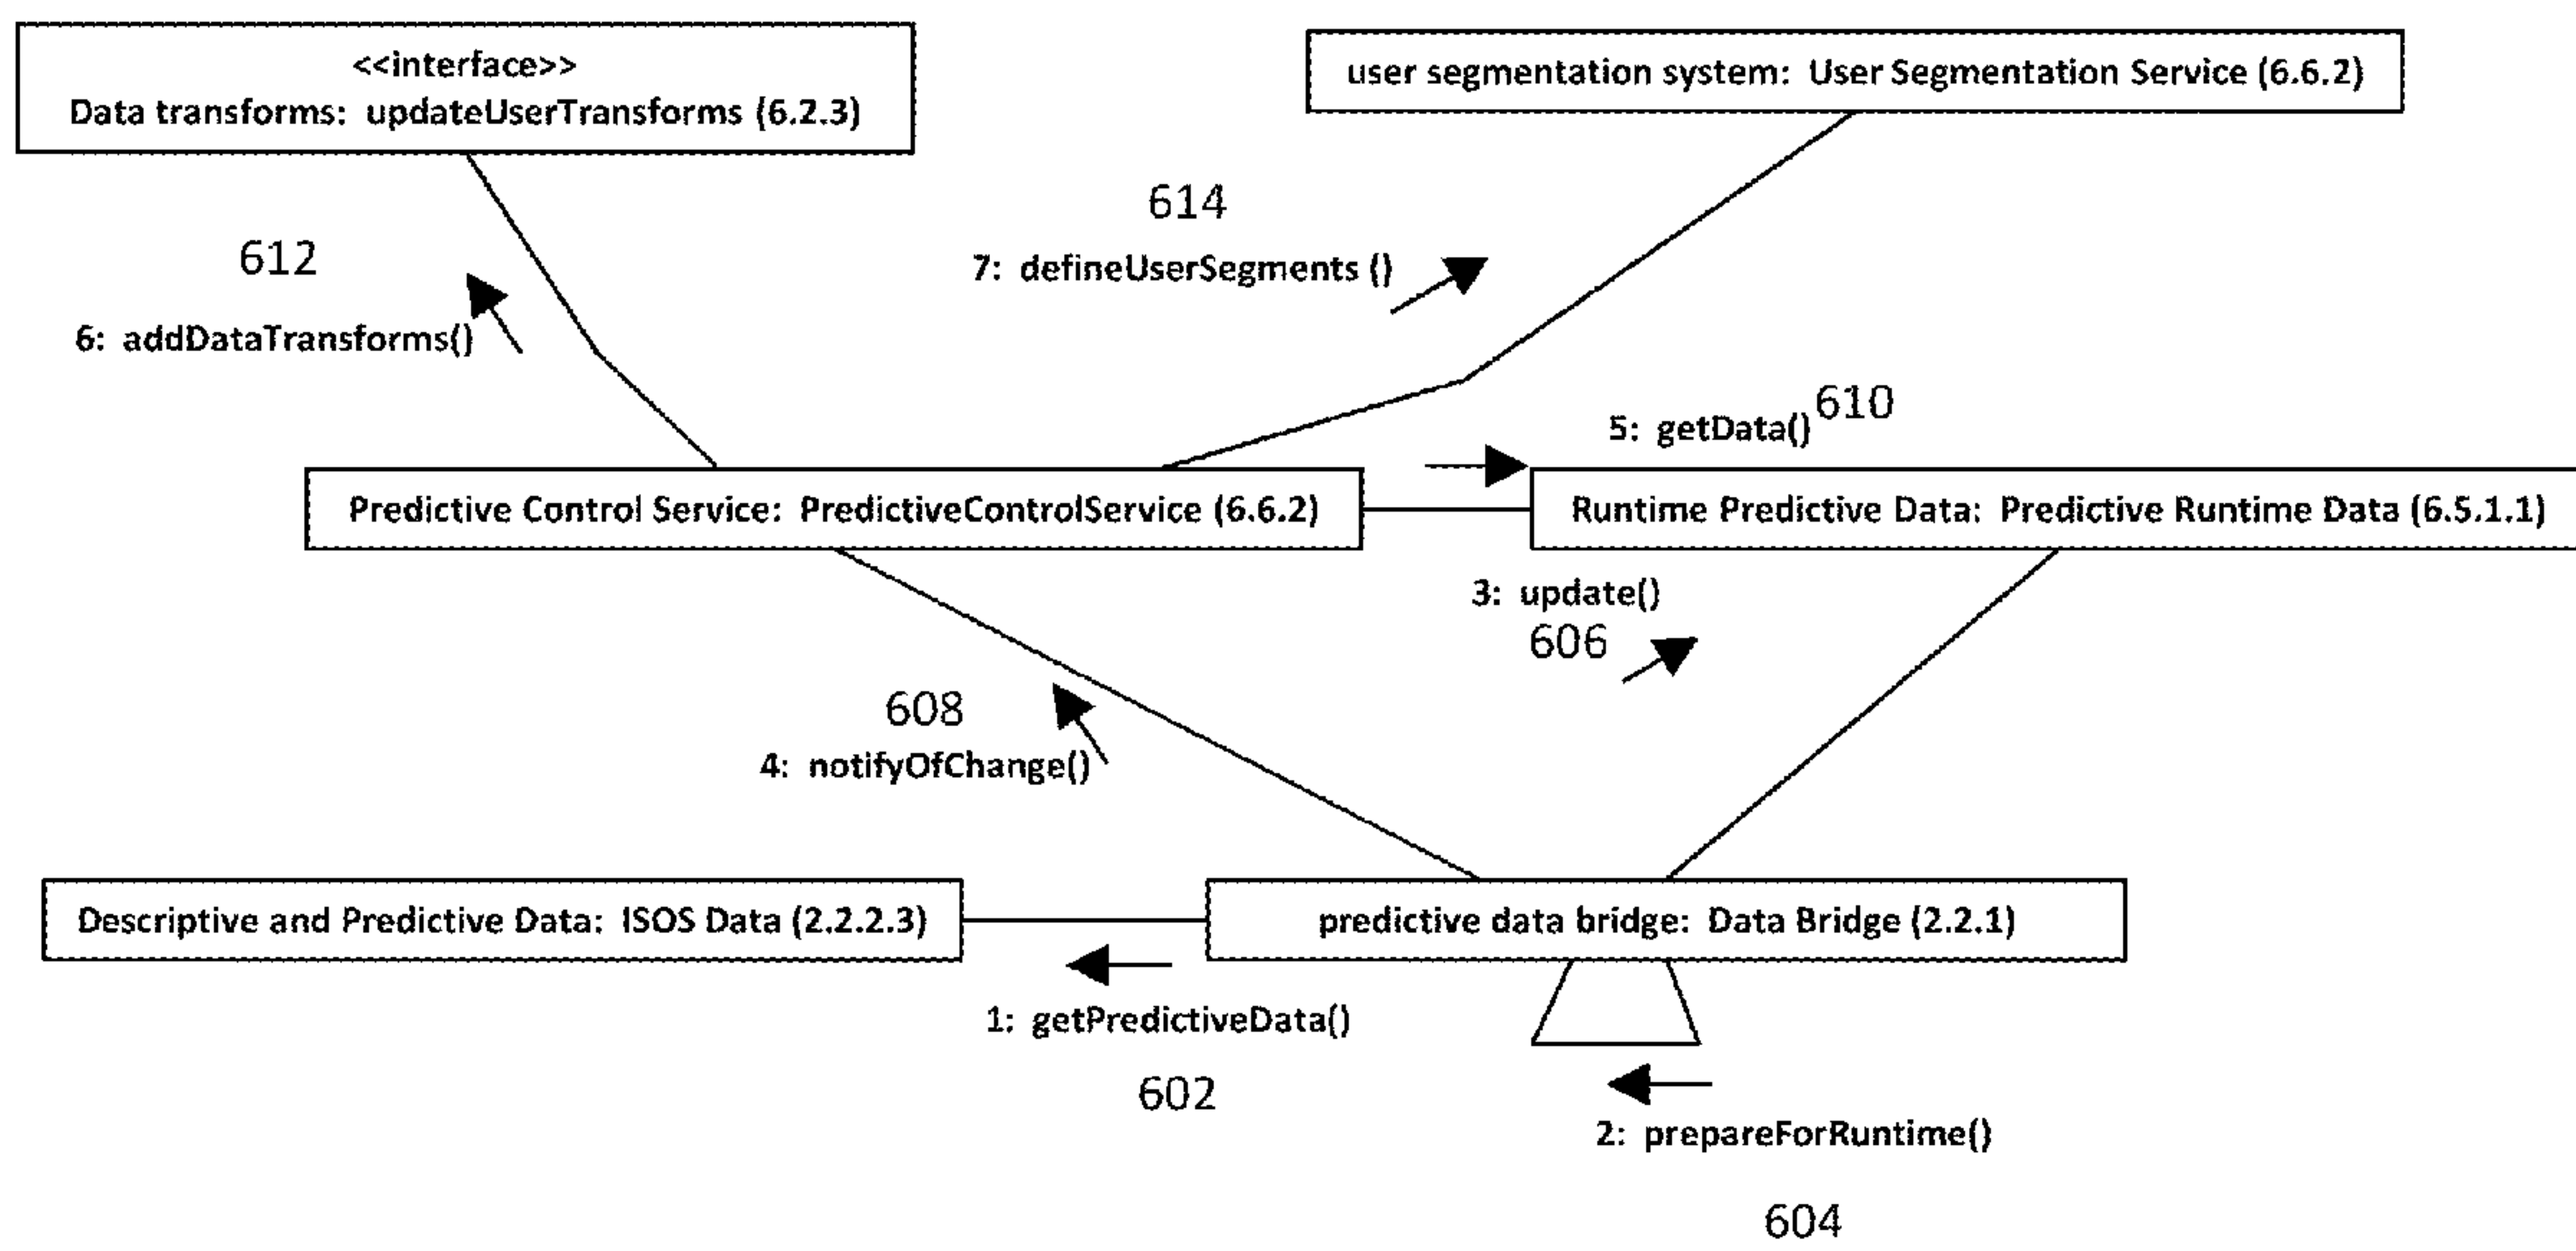 <<interface>>
Data transforms: updateUserTransforms (6.2.3)
user segmentation system: User Segmentation Service (6.6.2)
614
612
7: defineUserSegments ()
6: addDataTransforms()
610
5: getData()
Predictive Control Service: PredictiveControlService (6.6.2)
Runtime Predictive Data: Predictive Runtime Data (6.5.1.1)
3: update()
606
608
4: notifyOfChange()
Descriptive and Predictive Data: ISOS Data (2.2.2.3)
predictive data bridge: Data Bridge (2.2.1)
1: getPredictiveData()
602
2: prepareForRuntime()
604